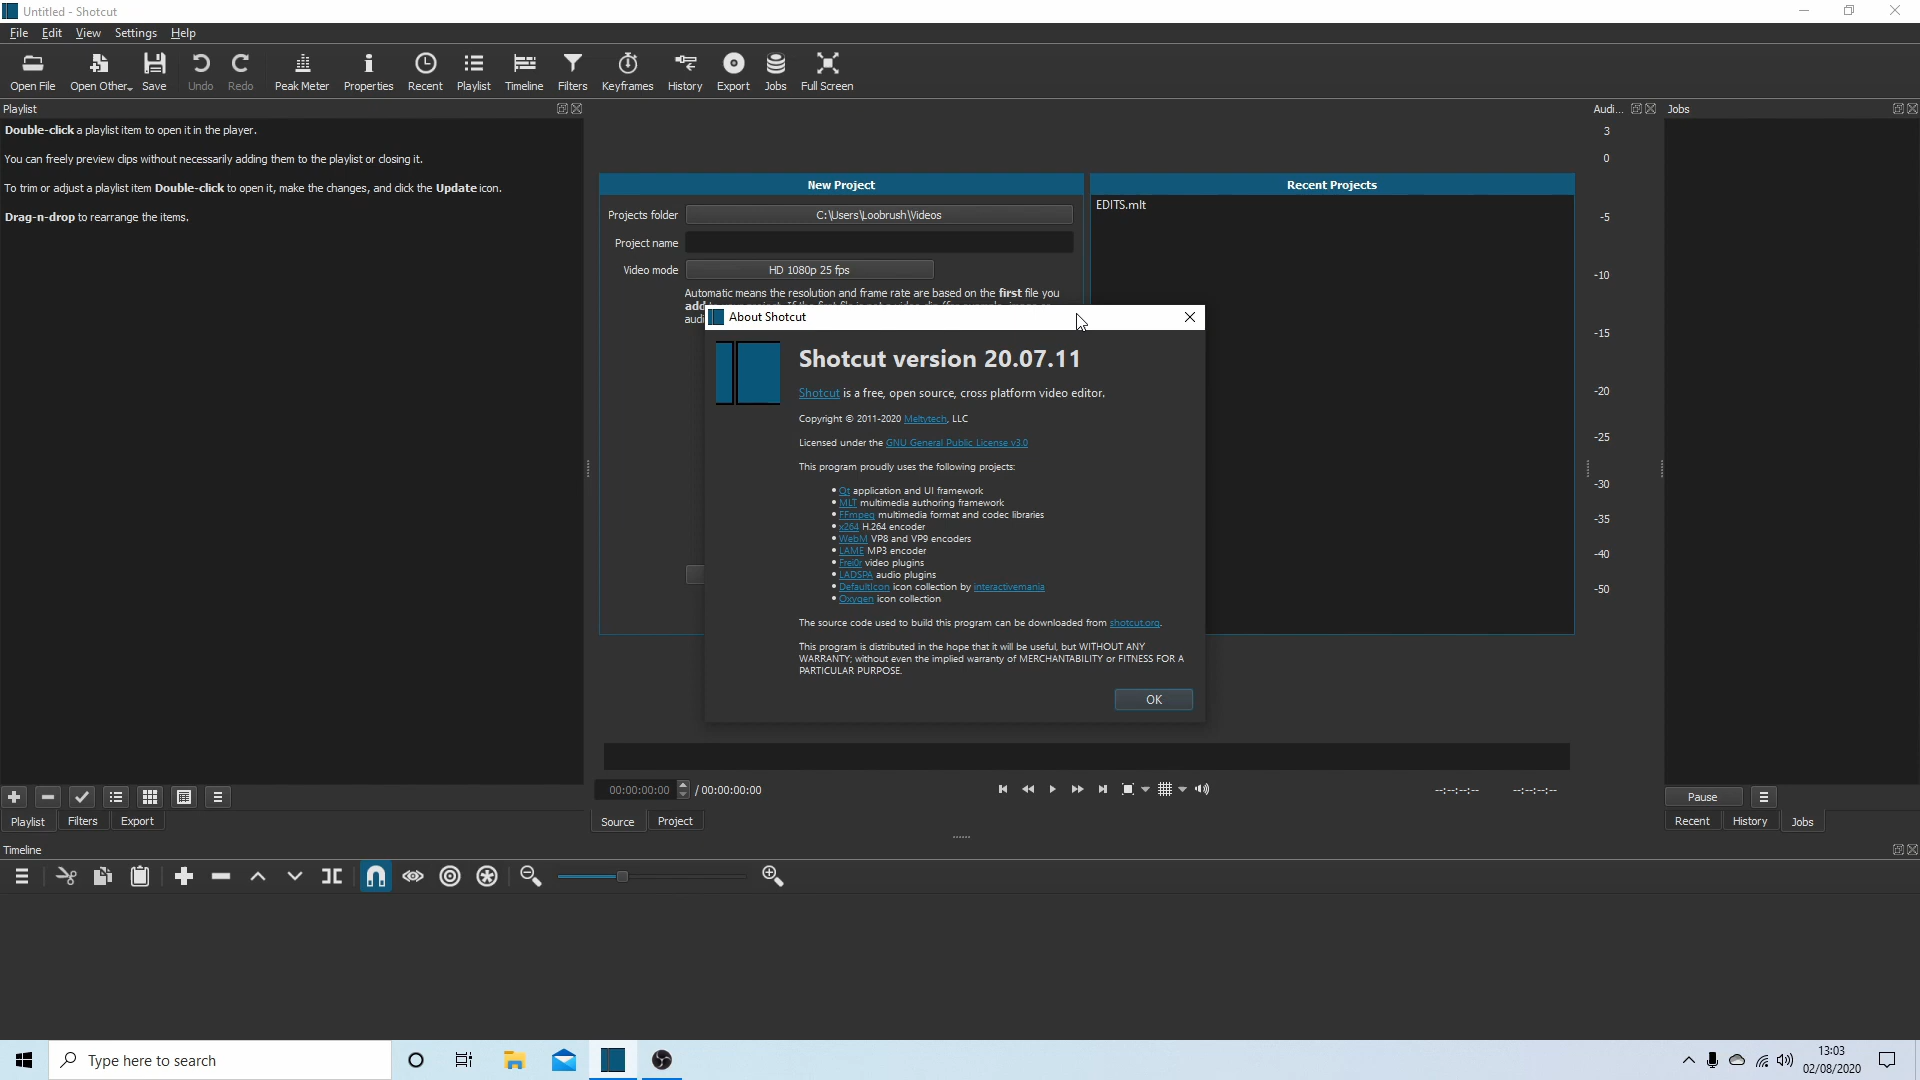 Untitled - Shotcut
File Edit View Settings Help
Open File Open Other... Save Undo Redo Peak Meter Properties Recent Playlist Timeline Filters Keyframes History Export Jobs Full Screen
Playlist
Double-click a playlist item to open it in the player.
You can freely preview clips without necessarily adding them to the playlist or closing it.
To trim or adjust a playlist item Double-click to open it, make the changes, and click the Update icon.
Drag-n-drop to rearrange the items.
New Project
Projects folder C:\Users\Loobrush\Videos
Project name
Video mode HD 1080p 25 fps
Automatic means the resolution and frame rate are based on the first file you
Recent Projects
EDITS.mlt
About Shotcut
Shotcut version 20.07.11
Shotcut is a free, open source, cross platform video editor.
Copyright © 2011-2020 Meltytech, LLC
Licensed under the GNU General Public License v3.0
This program proudly uses the following projects:
• Qt application and UI framework
• MLT multimedia authoring framework
• FFmpeg multimedia format and codec libraries
• x264 H.264 encoder
• WebM VP8 and VP9 encoders
• LAME MP3 encoder
• Frei0r video plugins
• LADSPA audio plugins
• DefaultIcon icon collection by interactivemania
• Oxygen icon collection
The source code used to build this program can be downloaded from shotcut.org.
This program is distributed in the hope that it will be useful, but WITHOUT ANY
WARRANTY; without even the implied warranty of MERCHANTABILITY or FITNESS FOR A
PARTICULAR PURPOSE.
OK
Audi...
3
0
-5
-10
-15
-20
-25
-30
-35
-40
-50
Jobs
00:00:00:00 / 00:00:00:00
--:--:--:-- --:--:--:--
Pause
Playlist Filters Export
Source Project
Recent History Jobs
Timeline
Type here to search
13:03
02/08/2020